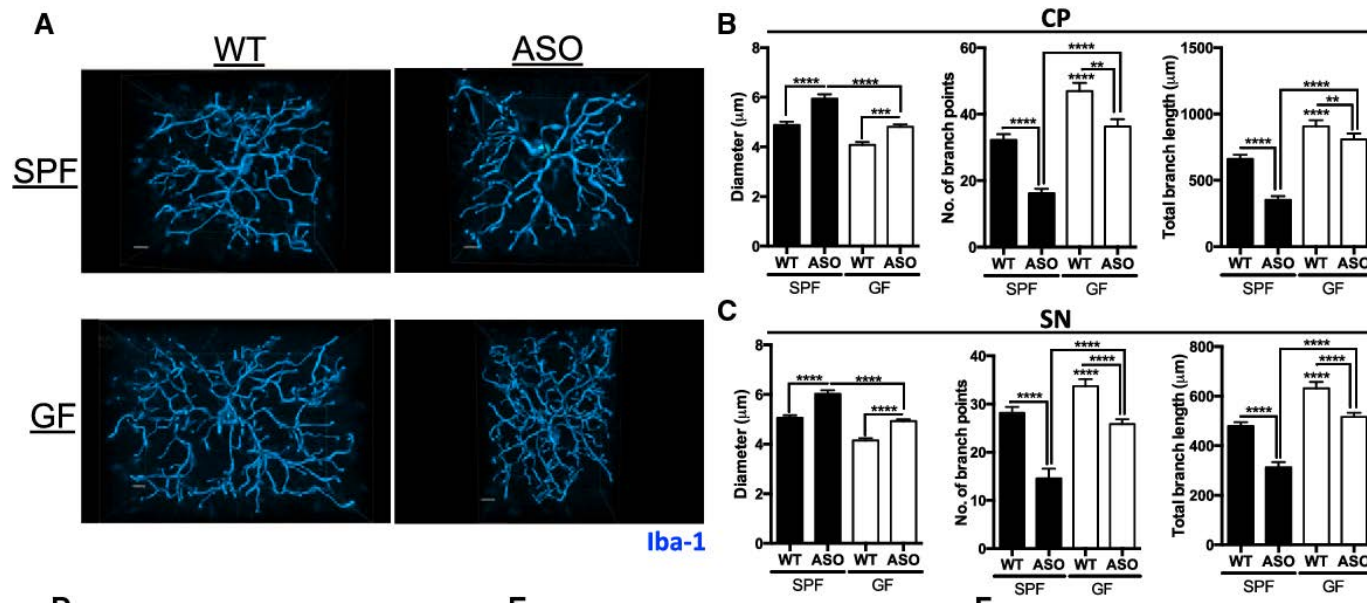 A
WT
ASO
SPF
GF
Iba-1
B
CP
Diameter (μm)
8
6
4
2
0
****
****
***
WT ASO WT ASO
SPF GF
No. of branch points
60
40
20
0
****
**
****
****
WT ASO WT ASO
SPF GF
Total branch length (μm)
1500
1000
500
0
****
**
****
****
WT ASO WT ASO
SPF GF
C
SN
Diameter (μm)
8
6
4
2
0
****
****
****
WT ASO WT ASO
SPF GF
No. of branch points
40
30
20
10
0
****
****
****
****
WT ASO WT ASO
SPF GF
Total branch length (μm)
800
600
400
200
0
****
****
****
****
WT ASO WT ASO
SPF GF